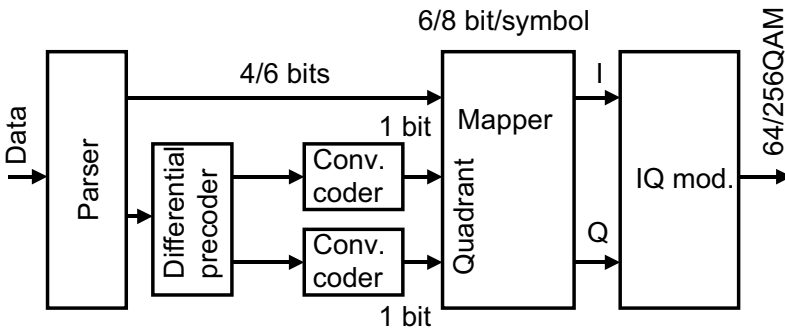 6/8 bit/symbol
4/6 bits
I
64/256QAM
1 bit
Mapper
Data
Parser
Differential
precoder
Conv.
coder
Quadrant
IQ mod.
Conv.
coder
Q
1 bit